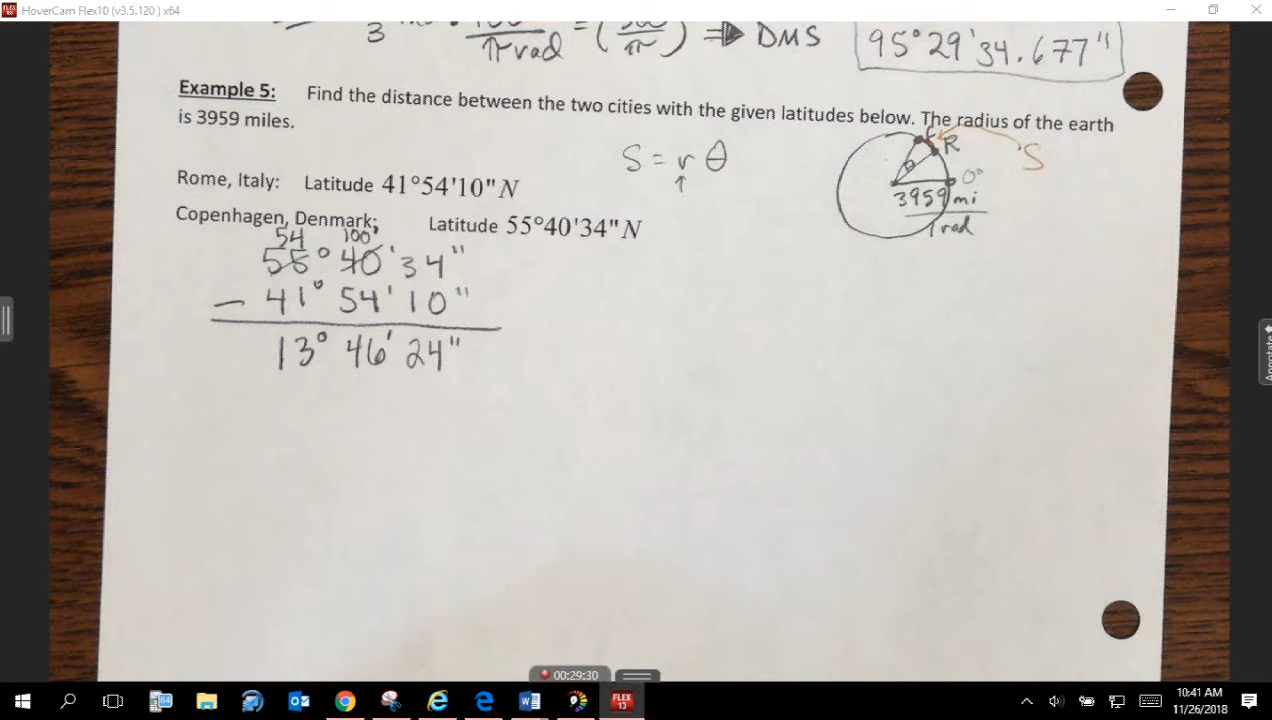 HoverCam Flex10 (v3.5.120 ) x64
3
π rad = ( π ) ⇒ DMS 95°29'34.677"
Example 5: Find the distance between the two cities with the given latitudes below. The radius of the earth
is 3959 miles.
S = r θ
R
S
0°
3959 mi
1 rad
Rome, Italy: Latitude 41°54'10"N
Copenhagen, Denmark; Latitude 55°40'34"N
54 100
55° 40' 34"
− 41° 54' 10"
13° 46' 24"
Annotate
00:29:30
FLEX
10:41 AM
11/26/2018